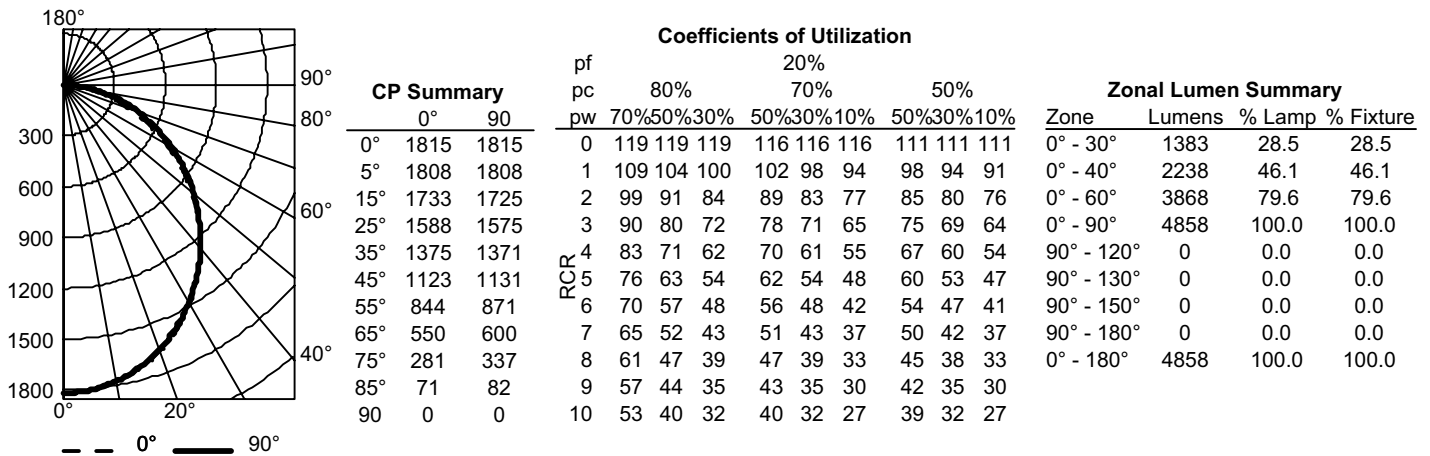 180°
90°
80°
60°
40°
300
600
900
1200
1500
1800
0° 20°
0° 90°
CP Summary
0° 90
0° 1815 1815
5° 1808 1808
15° 1733 1725
25° 1588 1575
35° 1375 1371
45° 1123 1131
55° 844 871
65° 550 600
75° 281 337
85° 71 82
90 0 0
Coefficients of Utilization
pf 20%
pc 80% 70% 50%
pw 70% 50% 30% 50% 30% 10% 50% 30% 10%
RCR
0 119 119 119 116 116 116 111 111 111
1 109 104 100 102 98 94 98 94 91
2 99 91 84 89 83 77 85 80 76
3 90 80 72 78 71 65 75 69 64
4 83 71 62 70 61 55 67 60 54
5 76 63 54 62 54 48 60 53 47
6 70 57 48 56 48 42 54 47 41
7 65 52 43 51 43 37 50 42 37
8 61 47 39 47 39 33 45 38 33
9 57 44 35 43 35 30 42 35 30
10 53 40 32 40 32 27 39 32 27
Zonal Lumen Summary
Zone Lumens % Lamp % Fixture
0° - 30° 1383 28.5 28.5
0° - 40° 2238 46.1 46.1
0° - 60° 3868 79.6 79.6
0° - 90° 4858 100.0 100.0
90° - 120° 0 0.0 0.0
90° - 130° 0 0.0 0.0
90° - 150° 0 0.0 0.0
90° - 180° 0 0.0 0.0
0° - 180° 4858 100.0 100.0